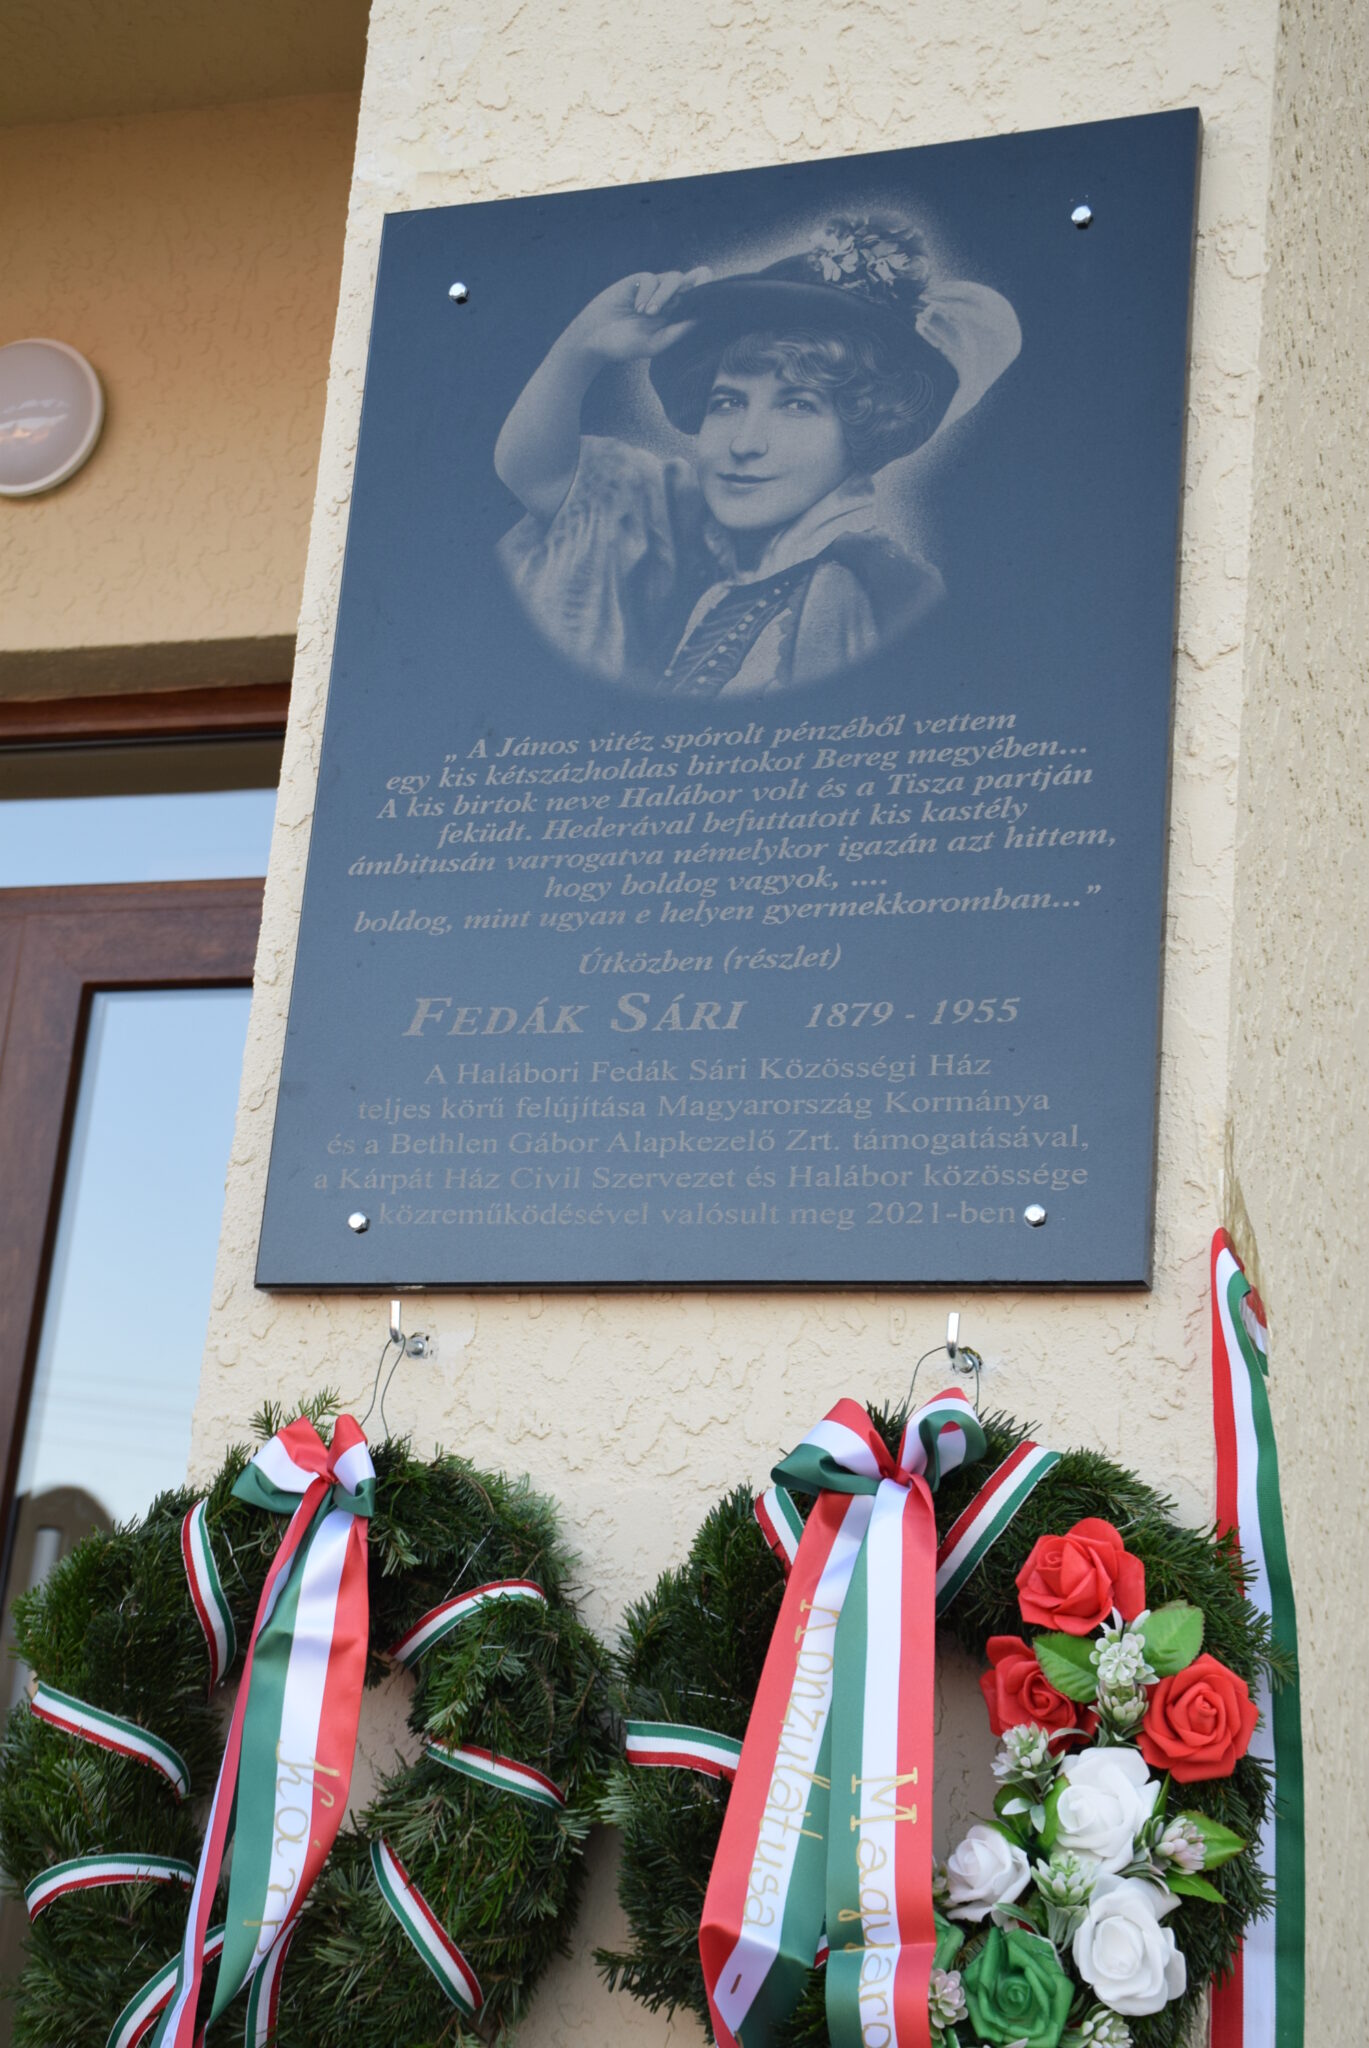 „ A János vitéz spórolt pénzéből vettem
egy kis kétszázholdas birtokot Bereg megyében...
A kis birtok neve Halábor volt és a Tisza partján
feküdt. Hederával befuttatott kis kastély
ámbitusán varrogatva némelykor igazán azt hittem,
hogy boldog vagyok, ....
boldog, mint ugyan e helyen gyermekkoromban...”
Útközben (részlet)
FEDÁK SÁRI 1879 - 1955
A Halábori Fedák Sári Közösségi Ház
teljes körű felújítása Magyarország Kormánya
és a Bethlen Gábor Alapkezelő Zrt. támogatásával,
a Kárpát Ház Civil Szervezet és Halábor közössége
közreműködésével valósult meg 2021-ben
Kárp
Konzulátusa -
Magyaro